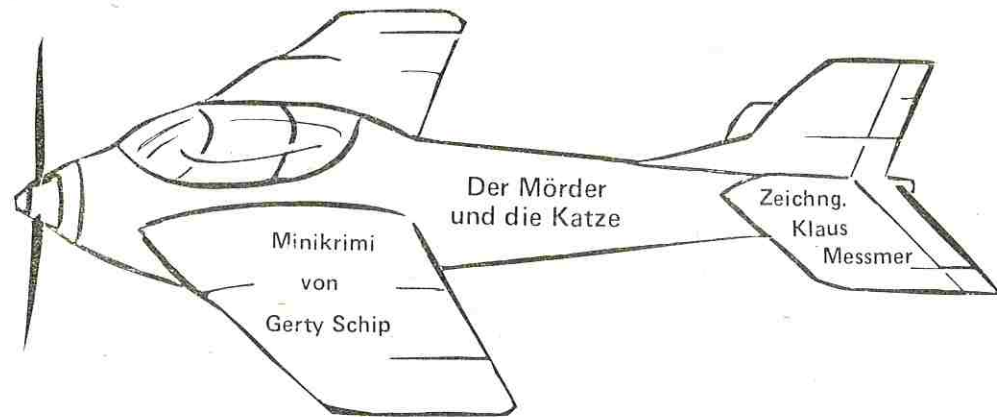 Der Mörder
und die Katze
Minikrimi
von
Gerty Schip
Zeichng.
Klaus
Messmer